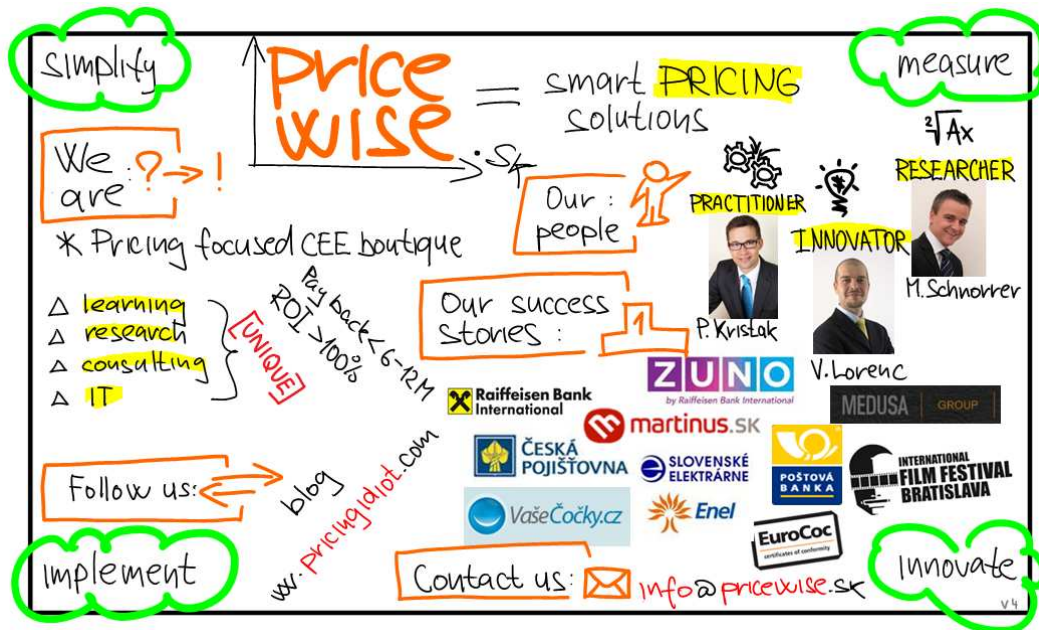 simplify
price
wise
.sk
= smart PRICING
solutions
measure
We
are : ? → !
* Pricing focused CEE boutique
△ learning
△ research
△ consulting
△ IT
[UNIQUE]
Pay back < 6-12M
ROI > 100%
Our :
people
PRACTITIONER
P. Kristak
INNOVATOR
V. Lorenc
²√Ax
RESEARCHER
M. Schnorrer
Our success
stories :
1
Raiffeisen Bank
International
ZUNO
by Raiffeisen Bank International
MEDUSA | GROUP
martinus.sk
ČESKÁ
POJIŠŤOVNA
SLOVENSKÉ
ELEKTRÁRNE
POŠTOVÁ
BANKA
INTERNATIONAL
FILM FESTIVAL
BRATISLAVA
VašeČočky.cz
Enel
EuroCoc
certificates of conformity
Follow us:
blog
ww.pricingidiot.com
implement
Contact us:
info@pricewise.sk
innovate
v4